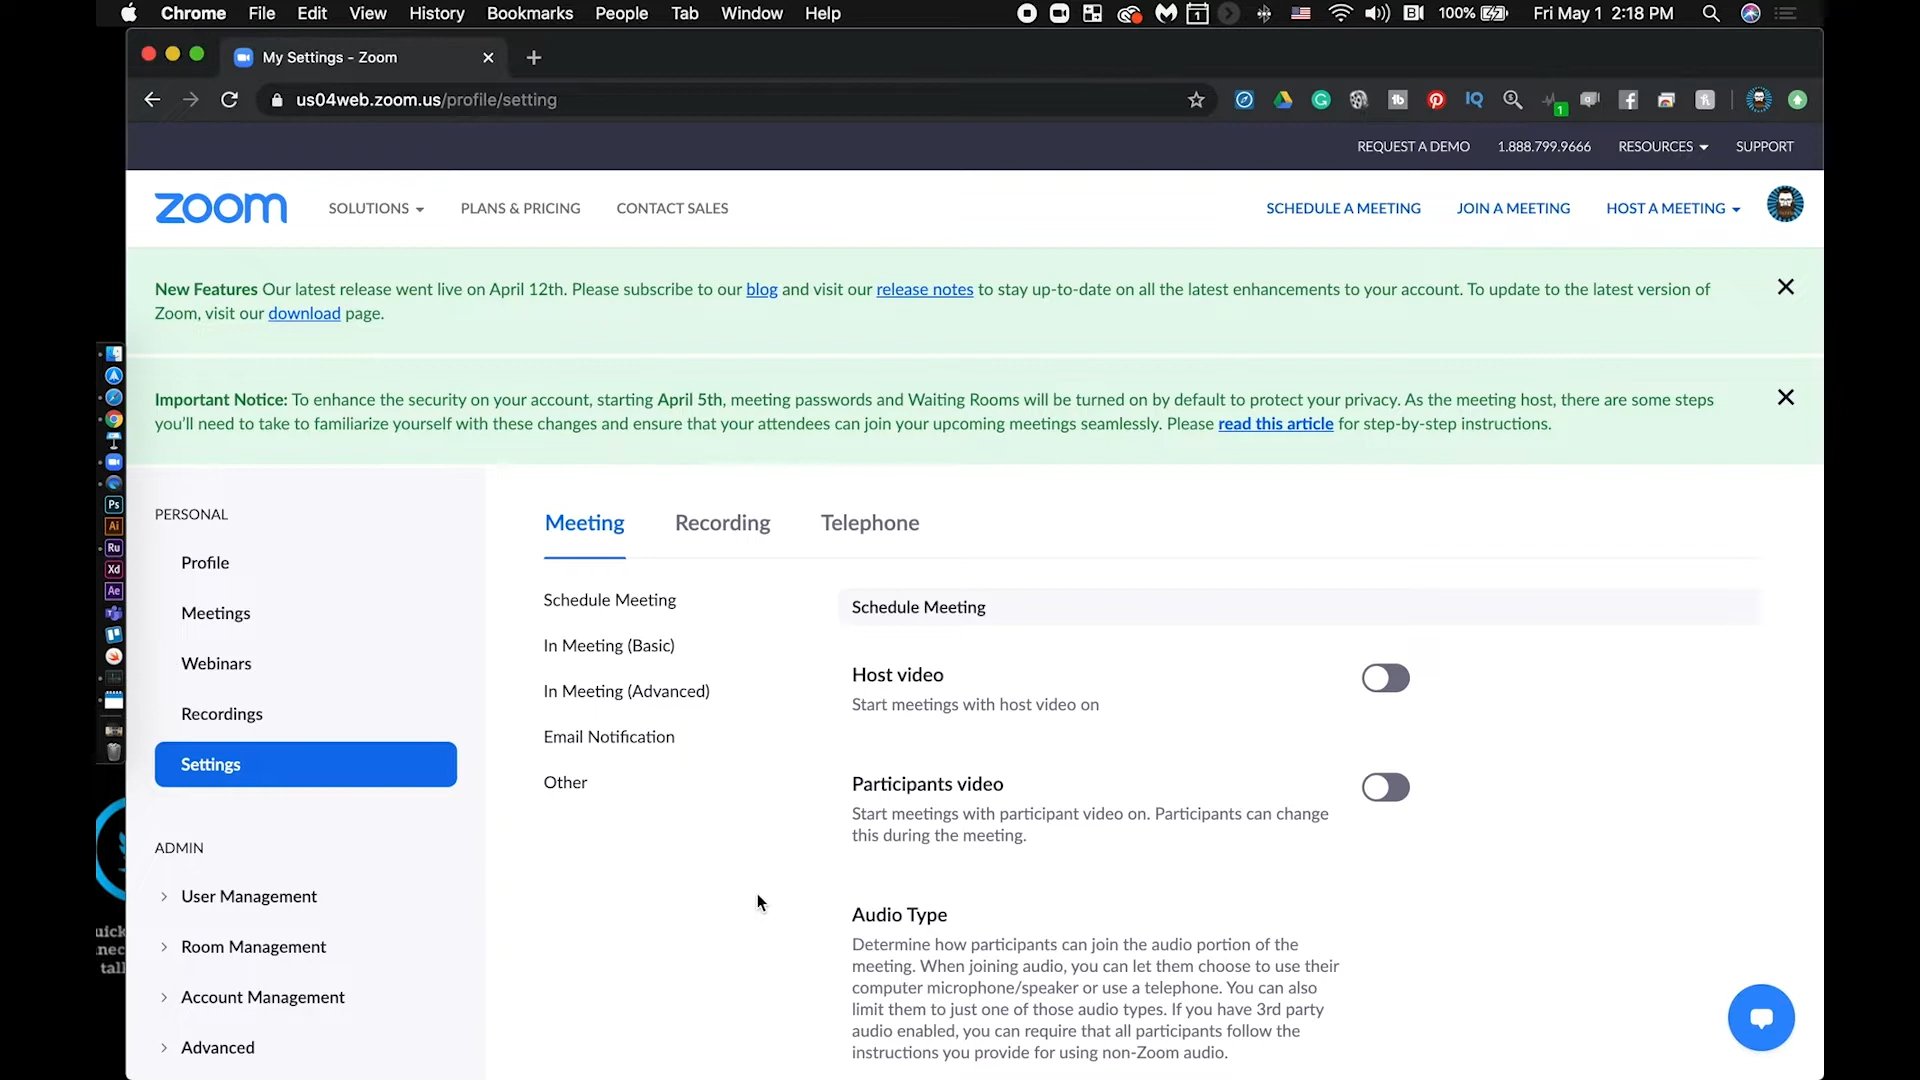 Chrome File Edit View History Bookmarks People Tab Window Help
100% Fri May 1 2:18 PM
My Settings - Zoom
us04web.zoom.us/profile/setting
REQUEST A DEMO 1.888.799.9666 RESOURCES SUPPORT
zoom SOLUTIONS PLANS & PRICING CONTACT SALES SCHEDULE A MEETING JOIN A MEETING HOST A MEETING
New Features Our latest release went live on April 12th. Please subscribe to our blog and visit our release notes to stay up-to-date on all the latest enhancements to your account. To update to the latest version of
Zoom, visit our download page.
Important Notice: To enhance the security on your account, starting April 5th, meeting passwords and Waiting Rooms will be turned on by default to protect your privacy. As the meeting host, there are some steps
you'll need to take to familiarize yourself with these changes and ensure that your attendees can join your upcoming meetings seamlessly. Please read this article for step-by-step instructions.
PERSONAL
Profile
Meetings
Webinars
Recordings
Settings
ADMIN
User Management
Room Management
Account Management
Advanced
Meeting Recording Telephone
Schedule Meeting
In Meeting (Basic)
In Meeting (Advanced)
Email Notification
Other
Schedule Meeting
Host video
Start meetings with host video on
Participants video
Start meetings with participant video on. Participants can change
this during the meeting.
Audio Type
Determine how participants can join the audio portion of the
meeting. When joining audio, you can let them choose to use their
computer microphone/speaker or use a telephone. You can also
limit them to just one of those audio types. If you have 3rd party
audio enabled, you can require that all participants follow the
instructions you provide for using non-Zoom audio.
Ps
Ai
Ru
Xd
Ae